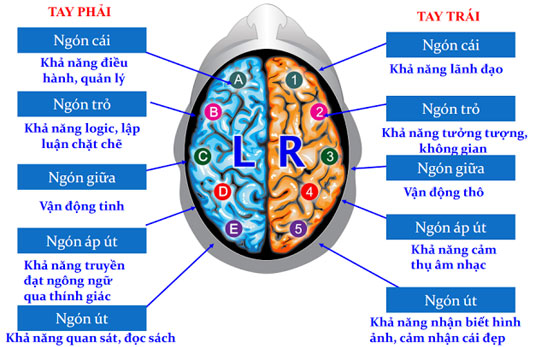 TAY PHẢI
Ngón cái
Khả năng điều
hành, quản lý
Ngón trỏ
Khả năng logic, lập
luận chặt chẽ
Ngón giữa
Vận động tinh
Ngón áp út
Khả năng truyền
đạt ngông ngữ
qua thính giác
Ngón út
Khả năng quan sát, đọc sách
A
B
C
D
E
L R
1
2
3
4
5
TAY TRÁI
Ngón cái
Khả năng lãnh đạo
Ngón trỏ
Khả năng tưởng tượng,
không gian
Ngón giữa
Vận động thô
Ngón áp út
Khả năng cảm
thụ âm nhạc
Ngón út
Khả năng nhận biết hình
ảnh, cảm nhận cái đẹp